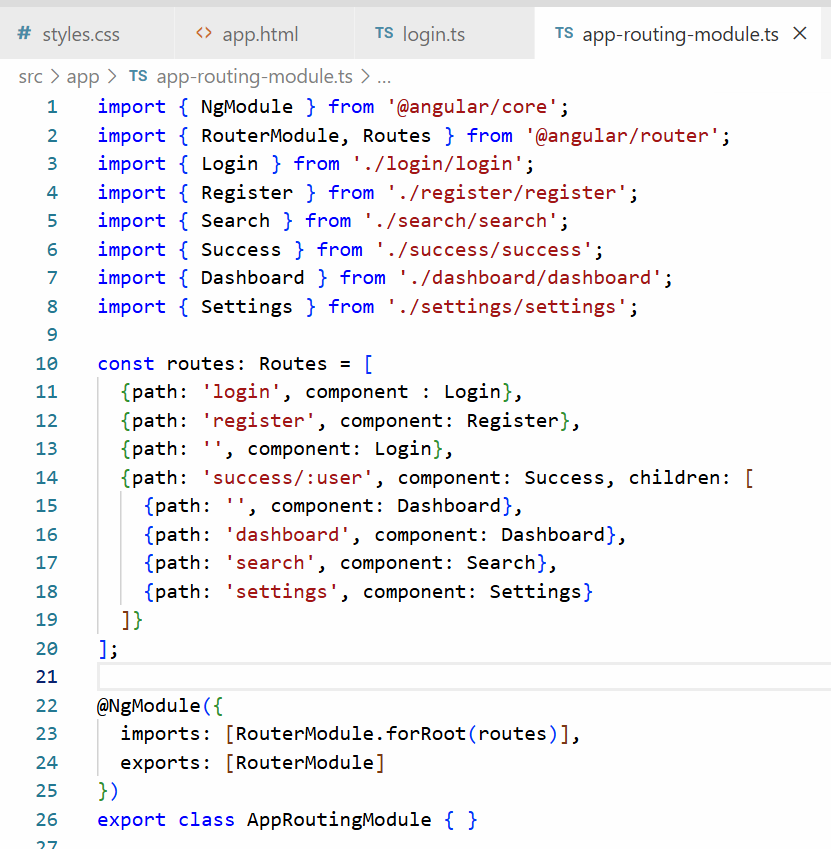 # styles.css <> app.html TS login.ts TS app-routing-module.ts ×
src > app > TS app-routing-module.ts > ...
1 import { NgModule } from '@angular/core';
2 import { RouterModule, Routes } from '@angular/router';
3 import { Login } from './login/login';
4 import { Register } from './register/register';
5 import { Search } from './search/search';
6 import { Success } from './success/success';
7 import { Dashboard } from './dashboard/dashboard';
8 import { Settings } from './settings/settings';
9
10 const routes: Routes = [
11   {path: 'login', component : Login},
12   {path: 'register', component: Register},
13   {path: '', component: Login},
14   {path: 'success/:user', component: Success, children: [
15     {path: '', component: Dashboard},
16     {path: 'dashboard', component: Dashboard},
17     {path: 'search', component: Search},
18     {path: 'settings', component: Settings}
19   ]}
20 ];
21
22 @NgModule({
23   imports: [RouterModule.forRoot(routes)],
24   exports: [RouterModule]
25 })
26 export class AppRoutingModule { }
27